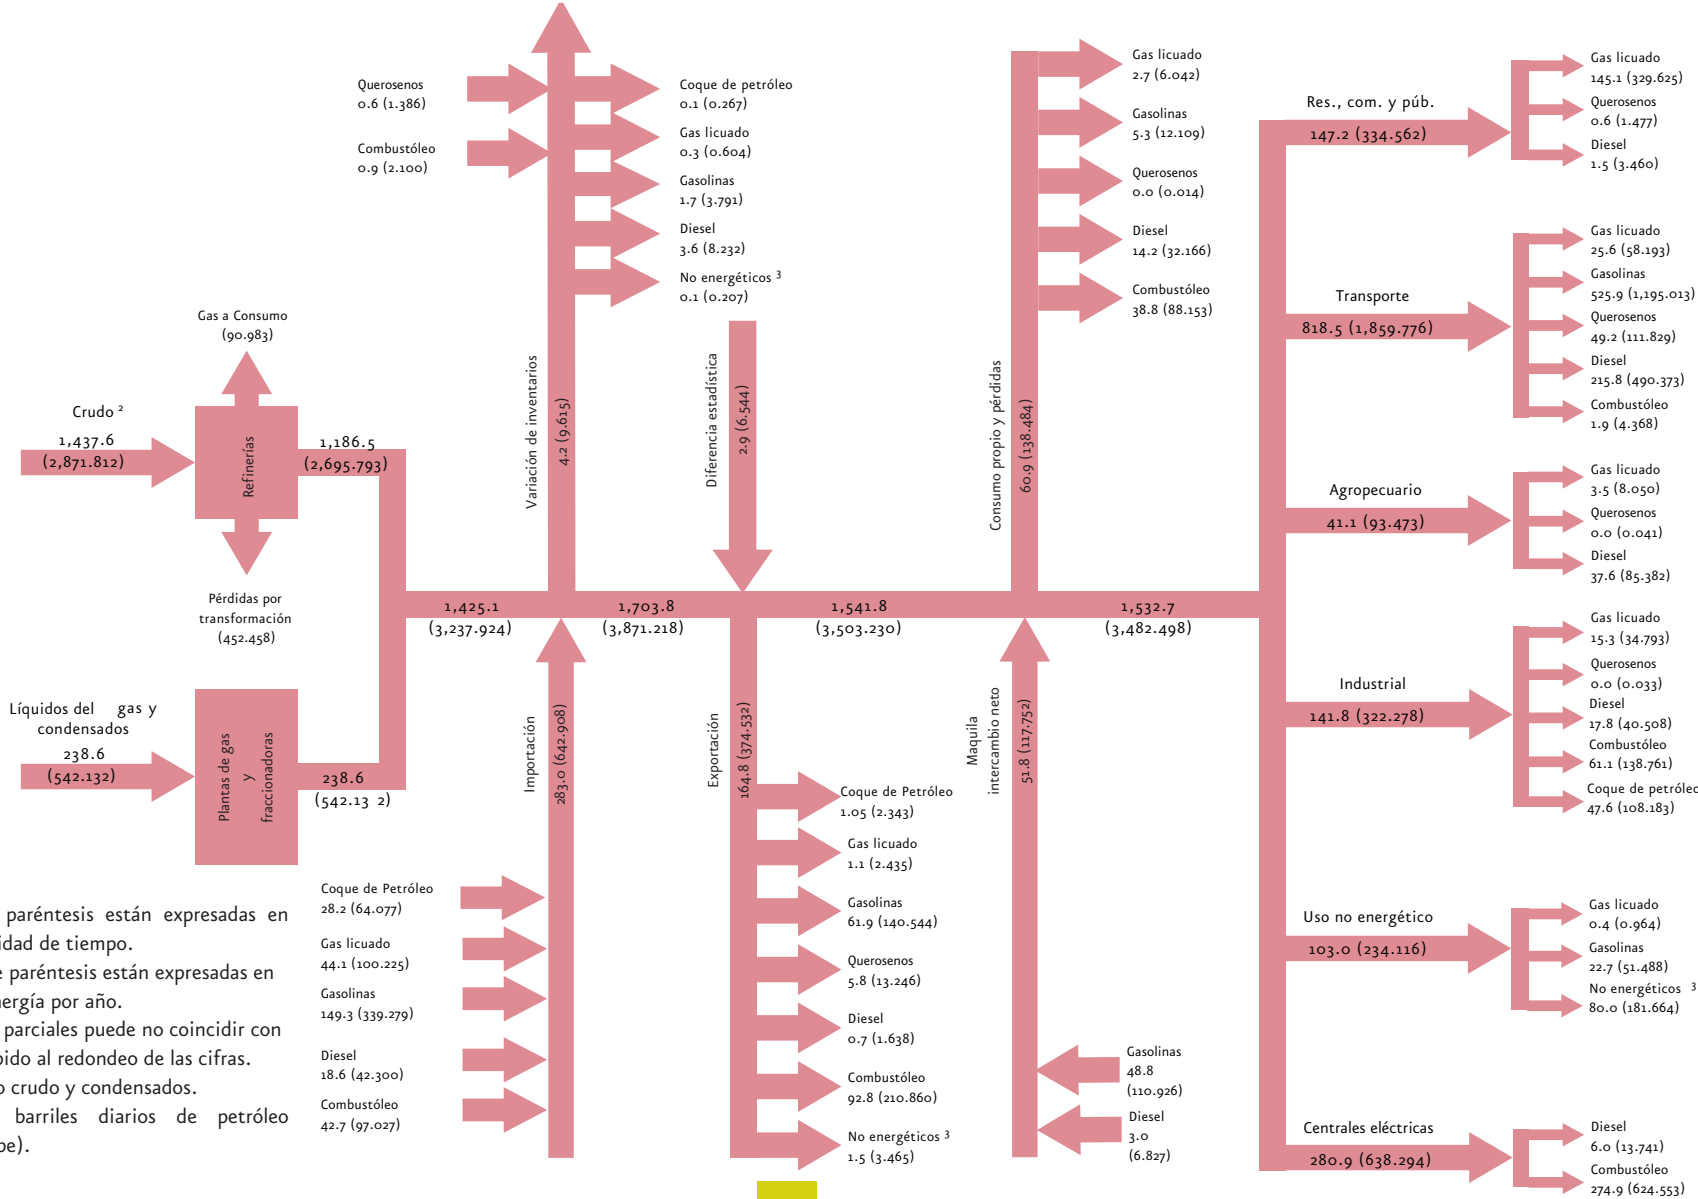 Querosenos
0.6 (1.386)
Combustóleo
0.9 (2.100)
Coque de petróleo
0.1 (0.267)
Gas licuado
0.3 (0.604)
Gasolinas
1.7 (3.791)
Diesel
3.6 (8.232)
No energéticos 3
0.1 (0.207)
Variación de inventarios
4.2 (9.615)
Diferencia estadística
2.9 (6.544)
Consumo propio y pérdidas
60.9 (138.484)
Gas licuado
2.7 (6.042)
Gasolinas
5.3 (12.109)
Querosenos
0.0 (0.014)
Diesel
14.2 (32.166)
Combustóleo
38.8 (88.153)
Gas a Consumo
(90.983)
Crudo 2
1,437.6
(2,871.812)
Refinerías
1,186.5
(2,695.793)
Pérdidas por
transformación
(452.458)
Líquidos del gas y
condensados
238.6
(542.132)
Plantas de gas
y
fraccionadoras
238.6
(542.13 2)
1,425.1
(3,237.924)
1,703.8
(3,871.218)
1,541.8
(3,503.230)
1,532.7
(3,482.498)
Importación
283.0 (642.908)
Coque de Petróleo
28.2 (64.077)
Gas licuado
44.1 (100.225)
Gasolinas
149.3 (339.279)
Diesel
18.6 (42.300)
Combustóleo
42.7 (97.027)
Exportación
164.8 (374.532)
Coque de Petróleo
1.05 (2.343)
Gas licuado
1.1 (2.435)
Gasolinas
61.9 (140.544)
Querosenos
5.8 (13.246)
Diesel
0.7 (1.638)
Combustóleo
92.8 (210.860)
No energéticos 3
1.5 (3.465)
Maquila
intercambio neto
51.8 (117.752)
Gasolinas
48.8
(110.926)
Diesel
3.0
(6.827)
Res., com. y púb.
147.2 (334.562)
Gas licuado
145.1 (329.625)
Querosenos
0.6 (1.477)
Diesel
1.5 (3.460)
Transporte
818.5 (1,859.776)
Gas licuado
25.6 (58.193)
Gasolinas
525.9 (1,195.013)
Querosenos
49.2 (111.829)
Diesel
215.8 (490.373)
Combustóleo
1.9 (4.368)
Agropecuario
41.1 (93.473)
Gas licuado
3.5 (8.050)
Querosenos
0.0 (0.041)
Diesel
37.6 (85.382)
Industrial
141.8 (322.278)
Gas licuado
15.3 (34.793)
Querosenos
0.0 (0.033)
Diesel
17.8 (40.508)
Combustóleo
61.1 (138.761)
Coque de petróleo
47.6 (108.183)
Uso no energético
103.0 (234.116)
Gas licuado
0.4 (0.964)
Gasolinas
22.7 (51.488)
No energéticos 3
80.0 (181.664)
Centrales eléctricas
280.9 (638.294)
Diesel
6.0 (13.741)
Combustóleo
274.9 (624.553)
paréntesis están expresadas en
idad de tiempo.
e paréntesis están expresadas en
nergía por año.
parciales puede no coincidir con
bido al redondeo de las cifras.
o crudo y condensados.
barriles diarios de petróleo
pe).